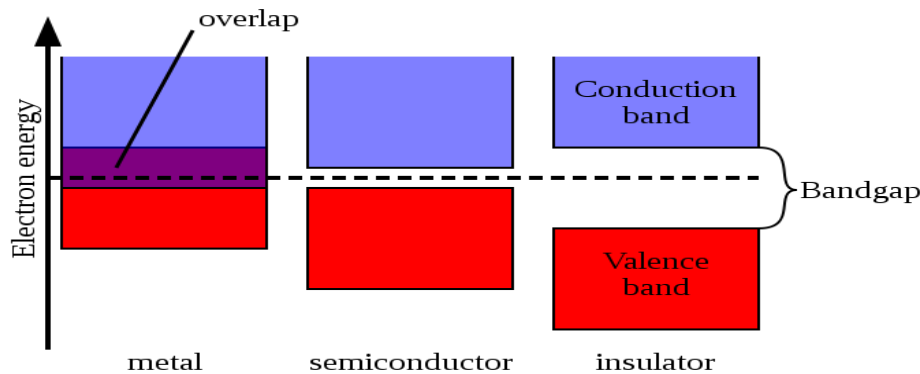 overlap
Electron energy
Conduction
band
Bandgap
Valence
band
metal
semiconductor
insulator